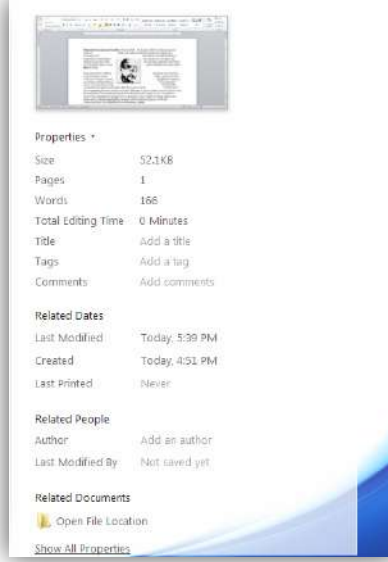 Properties
Size 52.1KB
Pages 1
Words 166
Total Editing Time 0 Minutes
Title Add a title
Tags Add a tag
Comments Add comments
Related Dates
Last Modified Today, 5:39 PM
Created Today, 4:51 PM
Last Printed Never
Related People
Author Add an author
Last Modified By Not saved yet
Related Documents
Open File Location
Show All Properties